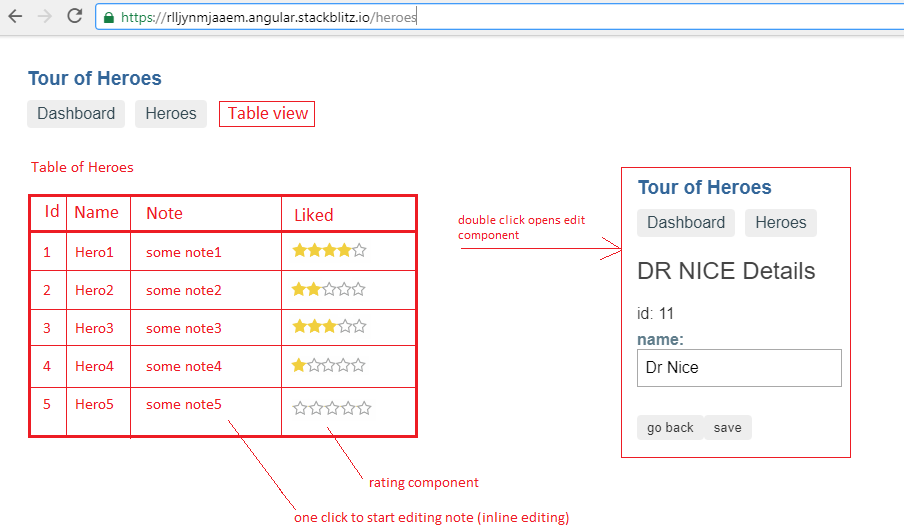 https://rlljynmjaaem.angular.stackblitz.io/heroes
Tour of Heroes
Dashboard Heroes Table view
Table of Heroes
Id Name Note Liked
1 Hero1 some note1
2 Hero2 some note2
3 Hero3 some note3
4 Hero4 some note4
5 Hero5 some note5
rating component
one click to start editing note (inline editing)
double click opens edit
component
Tour of Heroes
Dashboard Heroes
DR NICE Details
id: 11
name:
Dr Nice
go back save